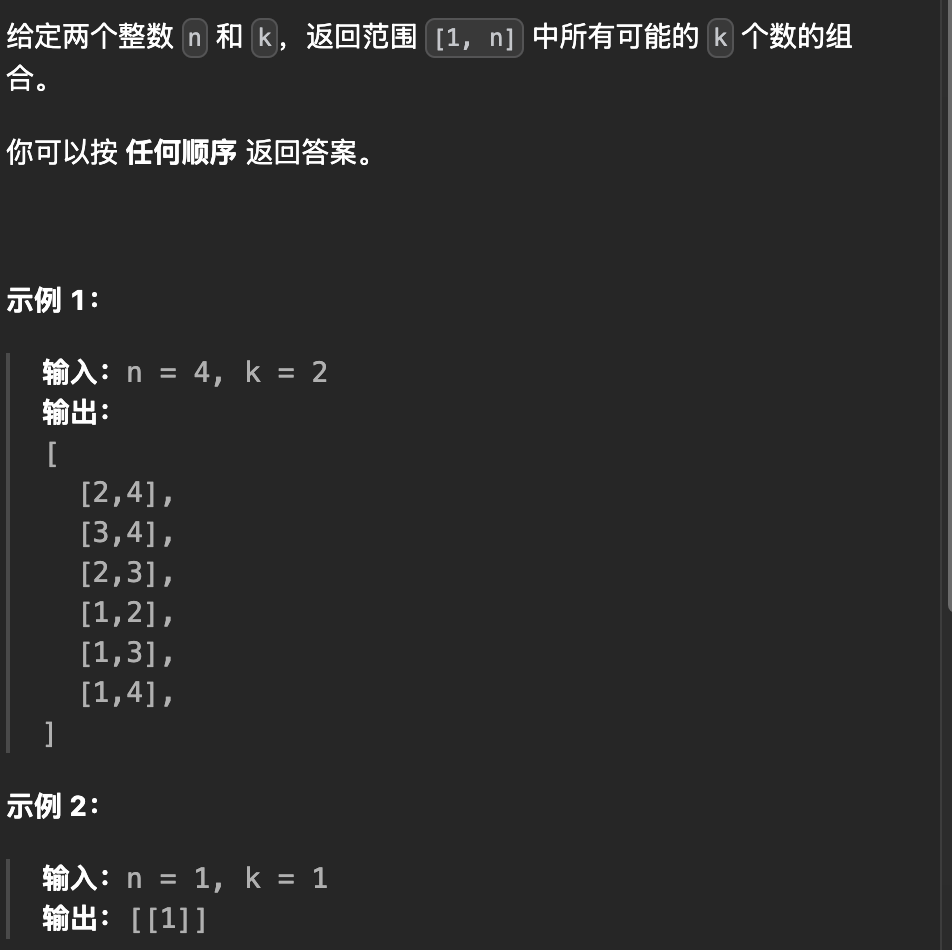 给定两个整数 n 和 k，返回范围 [1, n] 中所有可能的 k 个数的组
合。
你可以按 任何顺序 返回答案。
示例 1：
输入：n = 4, k = 2
输出：
[
[2,4],
[3,4],
[2,3],
[1,2],
[1,3],
[1,4],
]
示例 2：
输入：n = 1, k = 1
输出：[[1]]